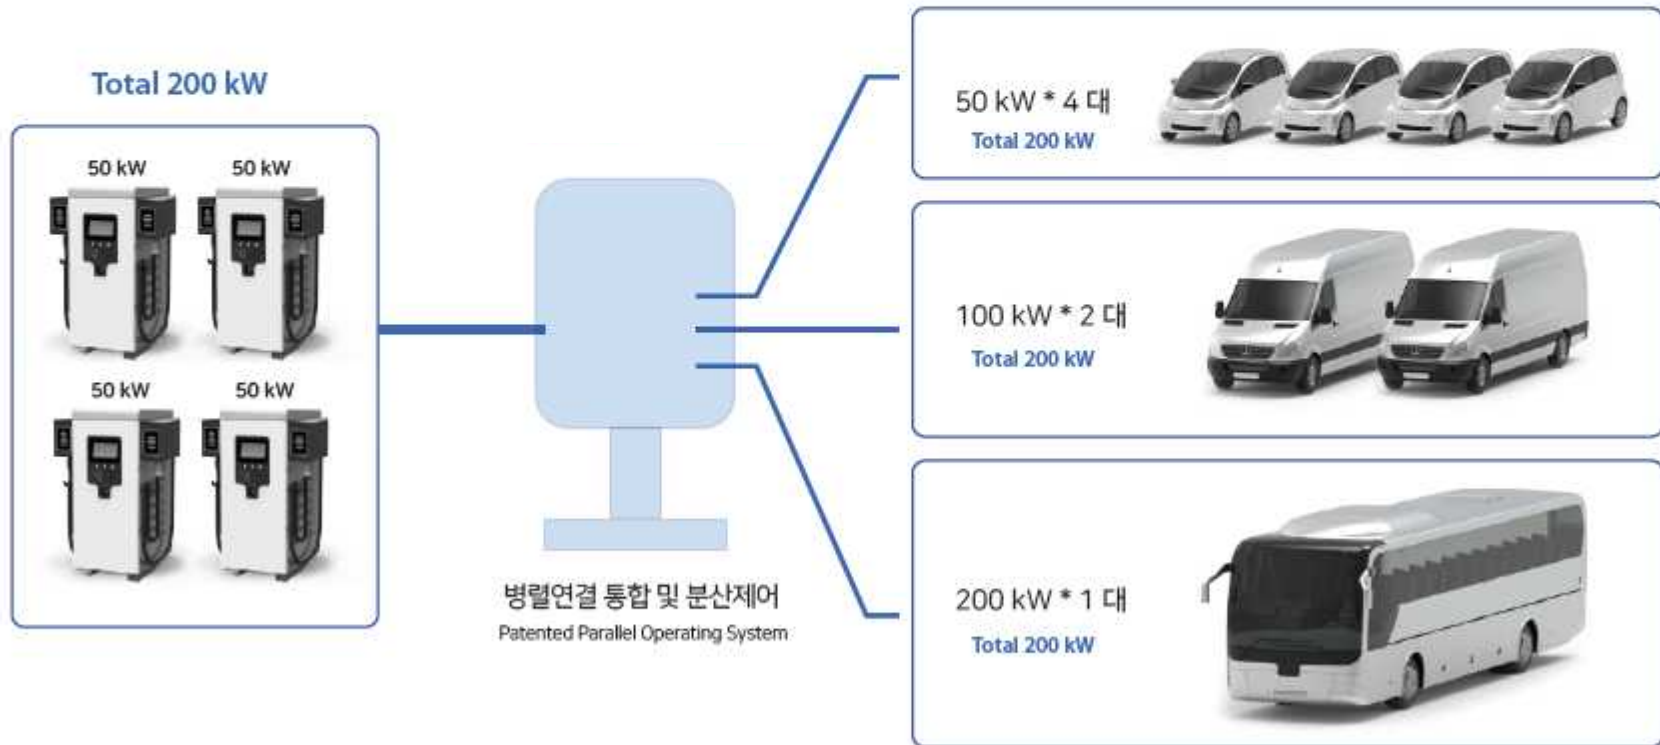 Total 200 kW
50 kW
50 kW
50 kW
50 kW
병렬연결 통합 및 분산제어
Patented Parallel Operating System
50 kW * 4 대
Total 200 kW
100 kW * 2 대
Total 200 kW
200 kW * 1 대
Total 200 kW